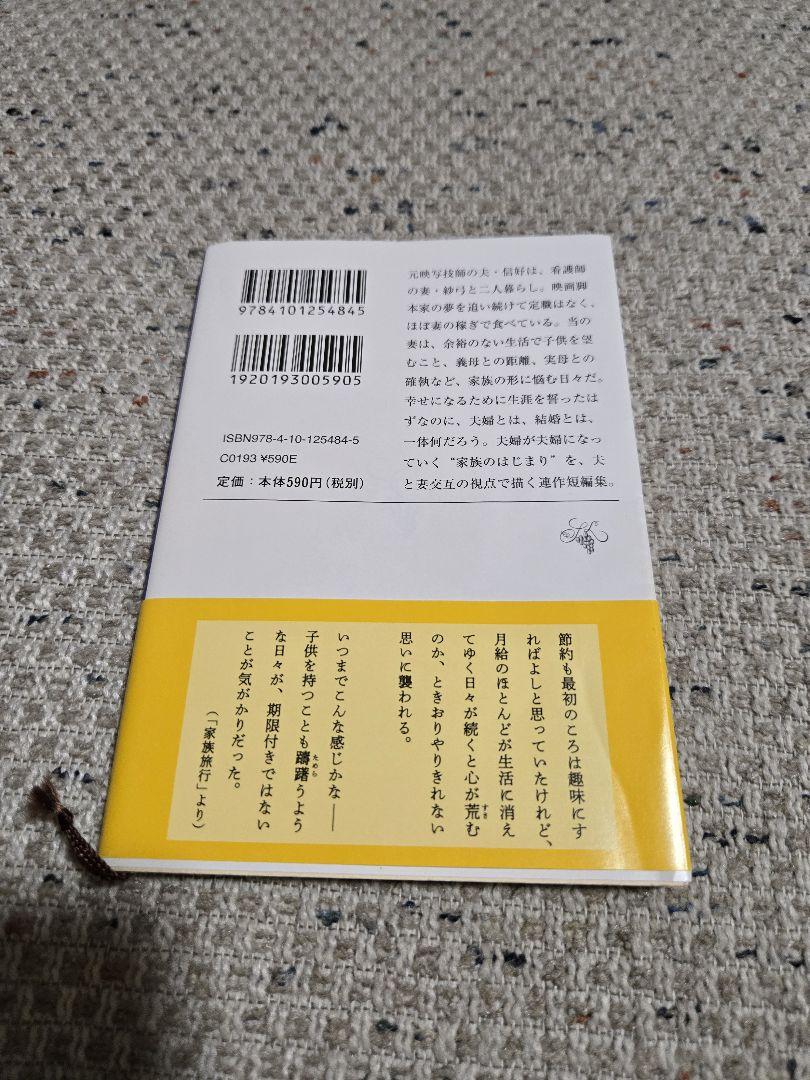 9784101254845
1920193005905
ISBN978-4-10-125484-5
C0193 ¥590E
定価：本体590円（税別）
元映写技師の夫・信好は、看護師
の妻・紗弓と二人暮らし。映画脚
本家の夢を追い続けて定職はなく、
ほぼ妻の稼ぎで食べている。当の
妻は、余裕のない生活で子供を望
むこと、義母との距離、実母との
確執など、家族の形に悩む日々だ。
幸せになるために生涯を誓ったは
ずなのに、夫婦とは、結婚とは、
一体何だろう。夫婦が夫婦になっ
ていく“家族のはじまり”を、夫
と妻交互の視点で描く連作短編集。
節約も最初のころは趣味にす
ればよしと思っていたけれど、
月給のほとんどが生活に消え
てゆく日々が続くと心が荒む
すさ
のか、ときおりやりきれない
思いに襲われる。
いつまでこんな感じかな──
子供を持つことも躊躇うよう
ためら
な日々が、期限付きではない
ことが気がかりだった。
（「家族旅行」より）